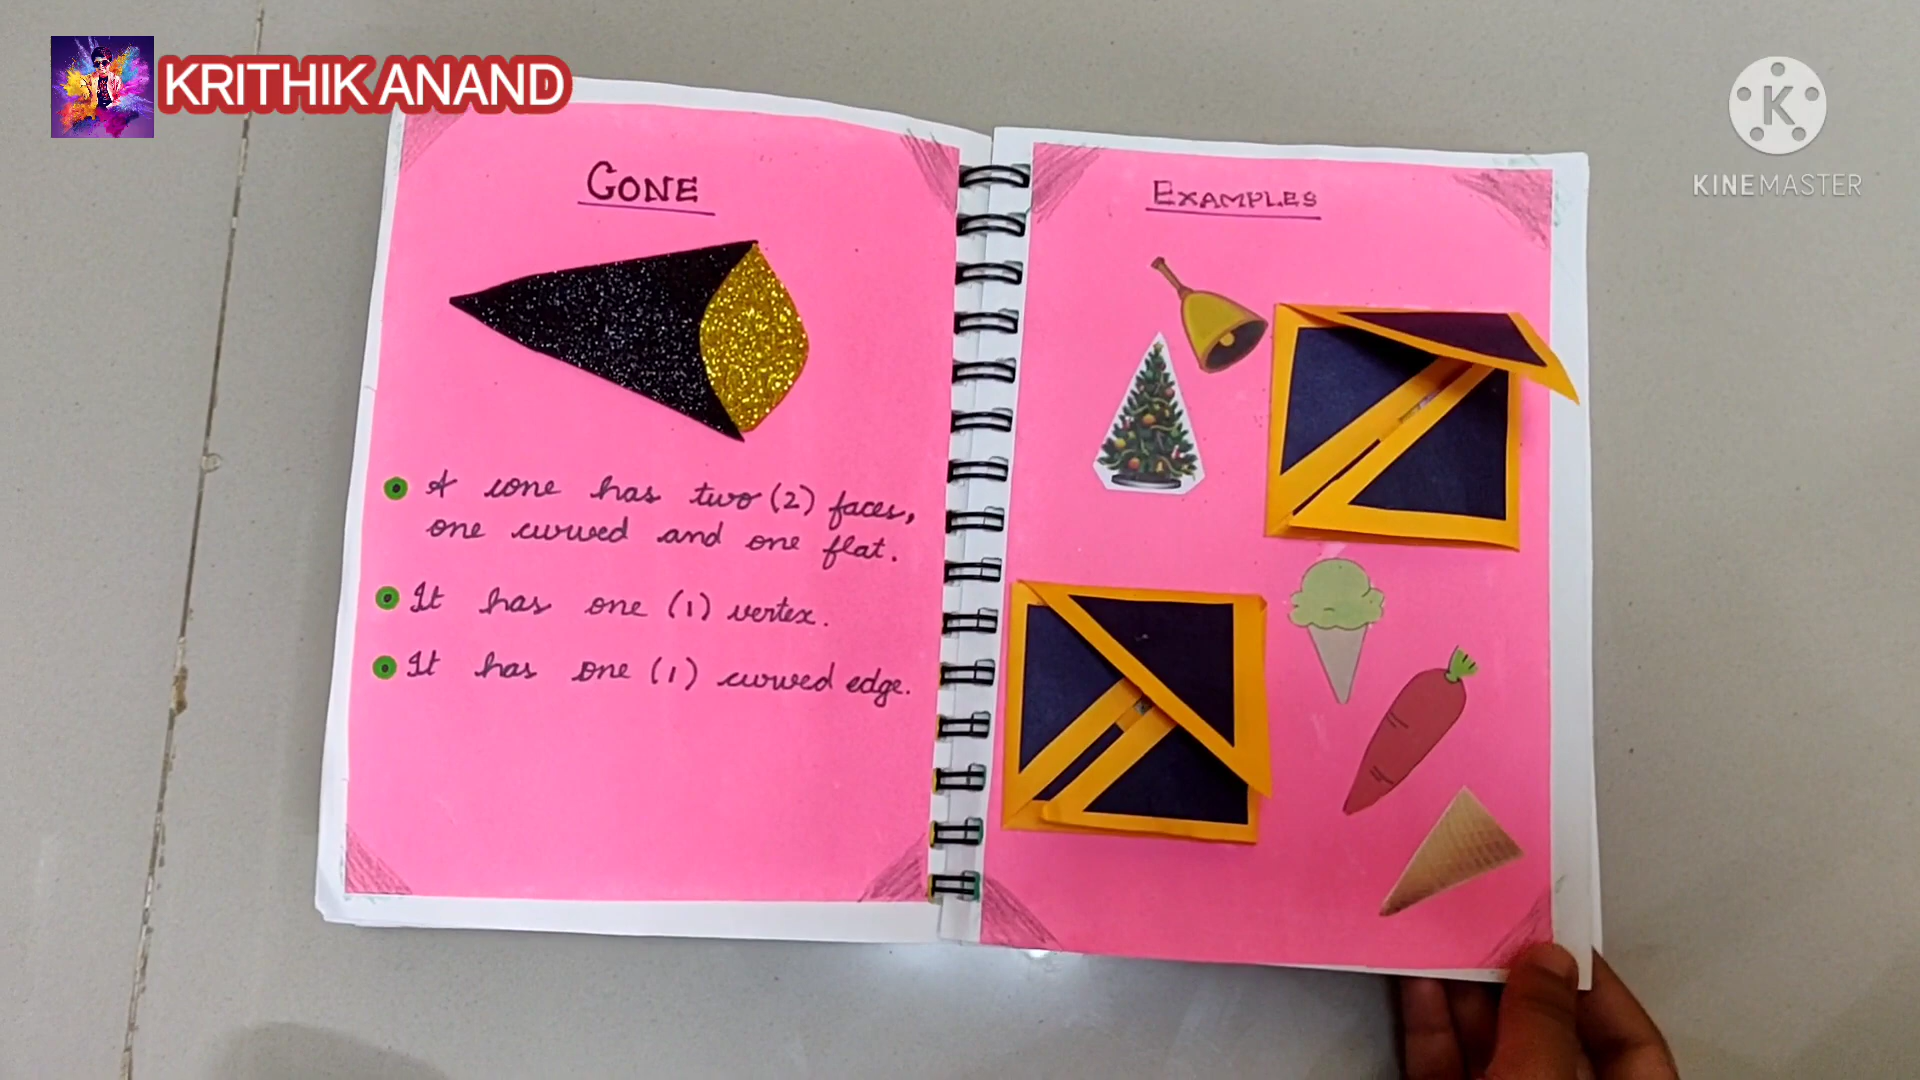 KRITHIK ANAND
K
KINEMASTER
CONE
A cone has two (2) faces,
one curved and one flat.
It has one (1) vertex.
It has one (1) curved edge.
EXAMPLES